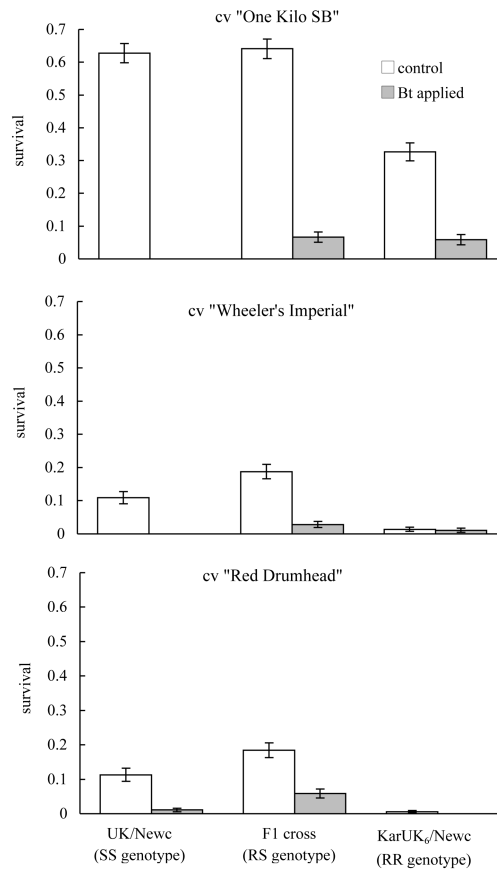 cv "One Kilo SB"
survival
0.7
0.6
0.5
0.4
0.3
0.2
0.1
0
control
Bt applied
cv "Wheeler's Imperial"
survival
0.7
0.6
0.5
0.4
0.3
0.2
0.1
0
cv "Red Drumhead"
survival
0.7
0.6
0.5
0.4
0.3
0.2
0.1
0
UK/Newc
(SS genotype)
F1 cross
(RS genotype)
KarUK₆/Newc
(RR genotype)